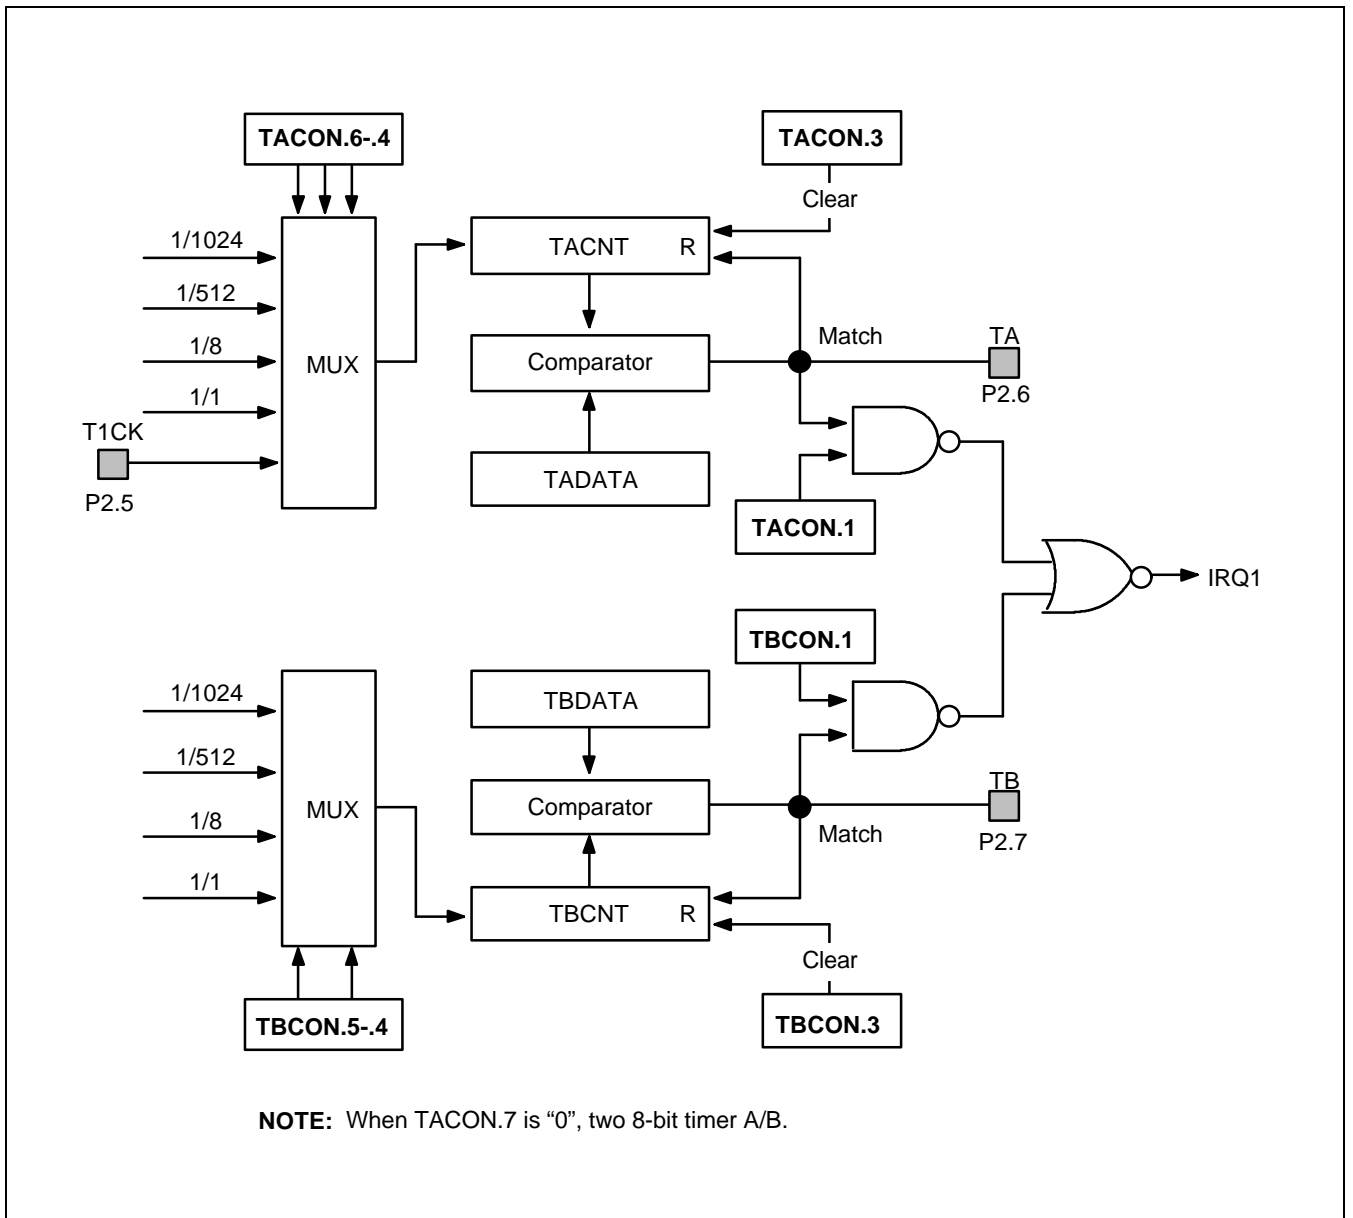 TACON.6-.4
TACON.3
Clear
1/1024
1/512
1/8
1/1
T1CK
P2.5
MUX
TACNT R
Comparator
TADATA
Match
TA
P2.6
TACON.1
IRQ1
TBCON.1
1/1024
1/512
1/8
1/1
MUX
TBDATA
Comparator
TBCNT R
Match
TB
P2.7
Clear
TBCON.5-.4
TBCON.3
NOTE: When TACON.7 is “0”, two 8-bit timer A/B.